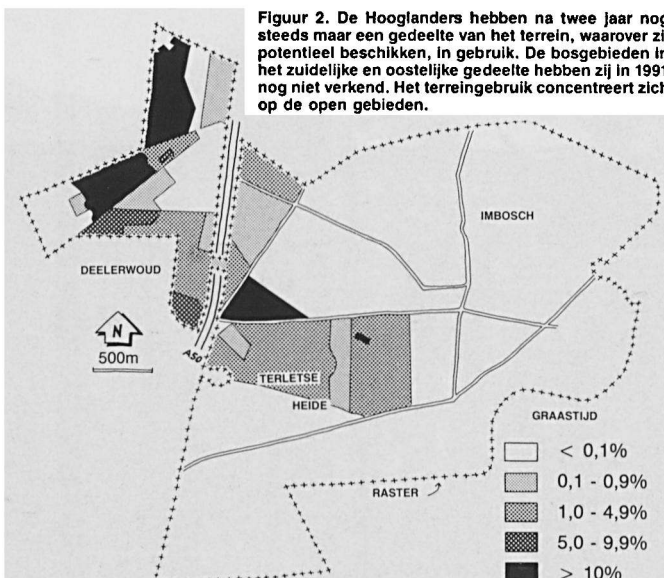 Figuur 2. De Hooglanders hebben na twee jaar nog
steeds maar een gedeelte van het terrein, waarover zi
potentieel beschikken, in gebruik. De bosgebieden in
het zuidelijke en oostelijke gedeelte hebben zij in 1991
nog niet verkend. Het terreingebruik concentreert zich
op de open gebieden.
IMBOSCH
DEELERWOUD
N
500m
A50
TERLETSE
HEIDE
RASTER
GRAASTIJD
< 0,1%
0,1 - 0,9%
1,0 - 4,9%
5,0 - 9,9%
> 10%